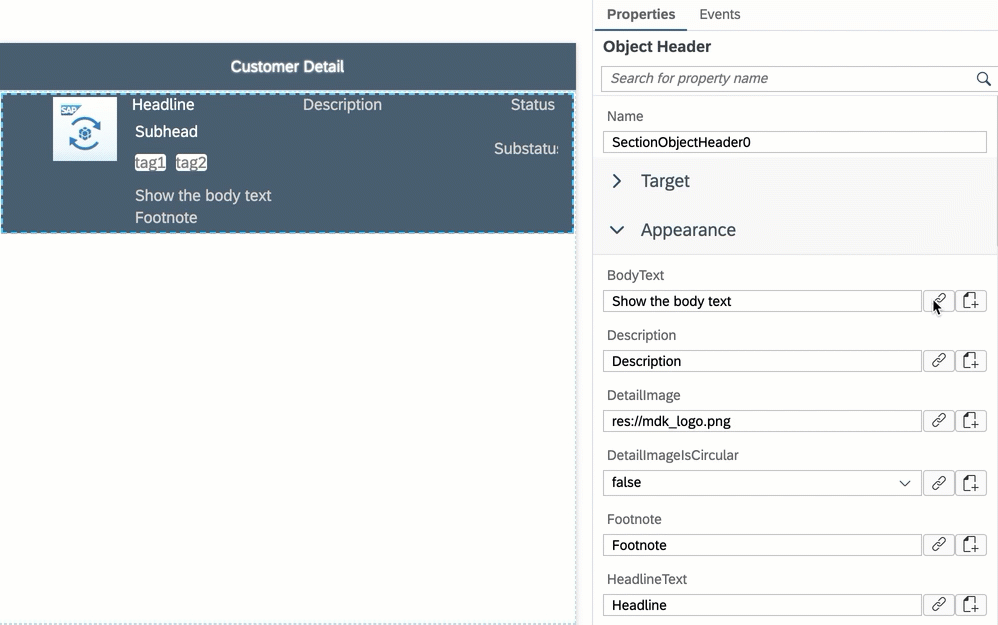 Properties Events
Object Header
Search for property name
Name
SectionObjectHeader0
Target
Appearance
BodyText
Show the body text
Description
Description
DetailImage
res://mdk_logo.png
DetailImageIsCircular
false
Footnote
Footnote
HeadlineText
Headline
Customer Detail
SAP
Headline Description Status
Subhead
Substatu
tag1 tag2
Show the body text
Footnote